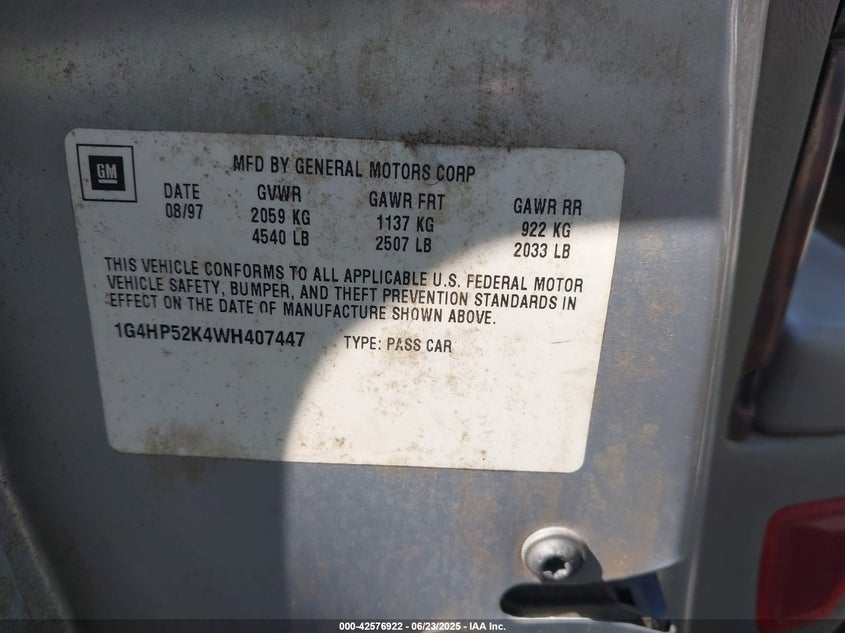 GM
MFD BY GENERAL MOTORS CORP
DATE GVWR GAWR FRT GAWR RR
08/97 2059 KG 1137 KG 922 KG
4540 LB 2507 LB 2033 LB
THIS VEHICLE CONFORMS TO ALL APPLICABLE U.S. FEDERAL MOTOR
VEHICLE SAFETY, BUMPER, AND THEFT PREVENTION STANDARDS IN
EFFECT ON THE DATE OF MANUFACTURE SHOWN ABOVE.
1G4HP52K4WH407447 TYPE: PASS CAR
000-42576922 - 06/23/2025 - IAA Inc.